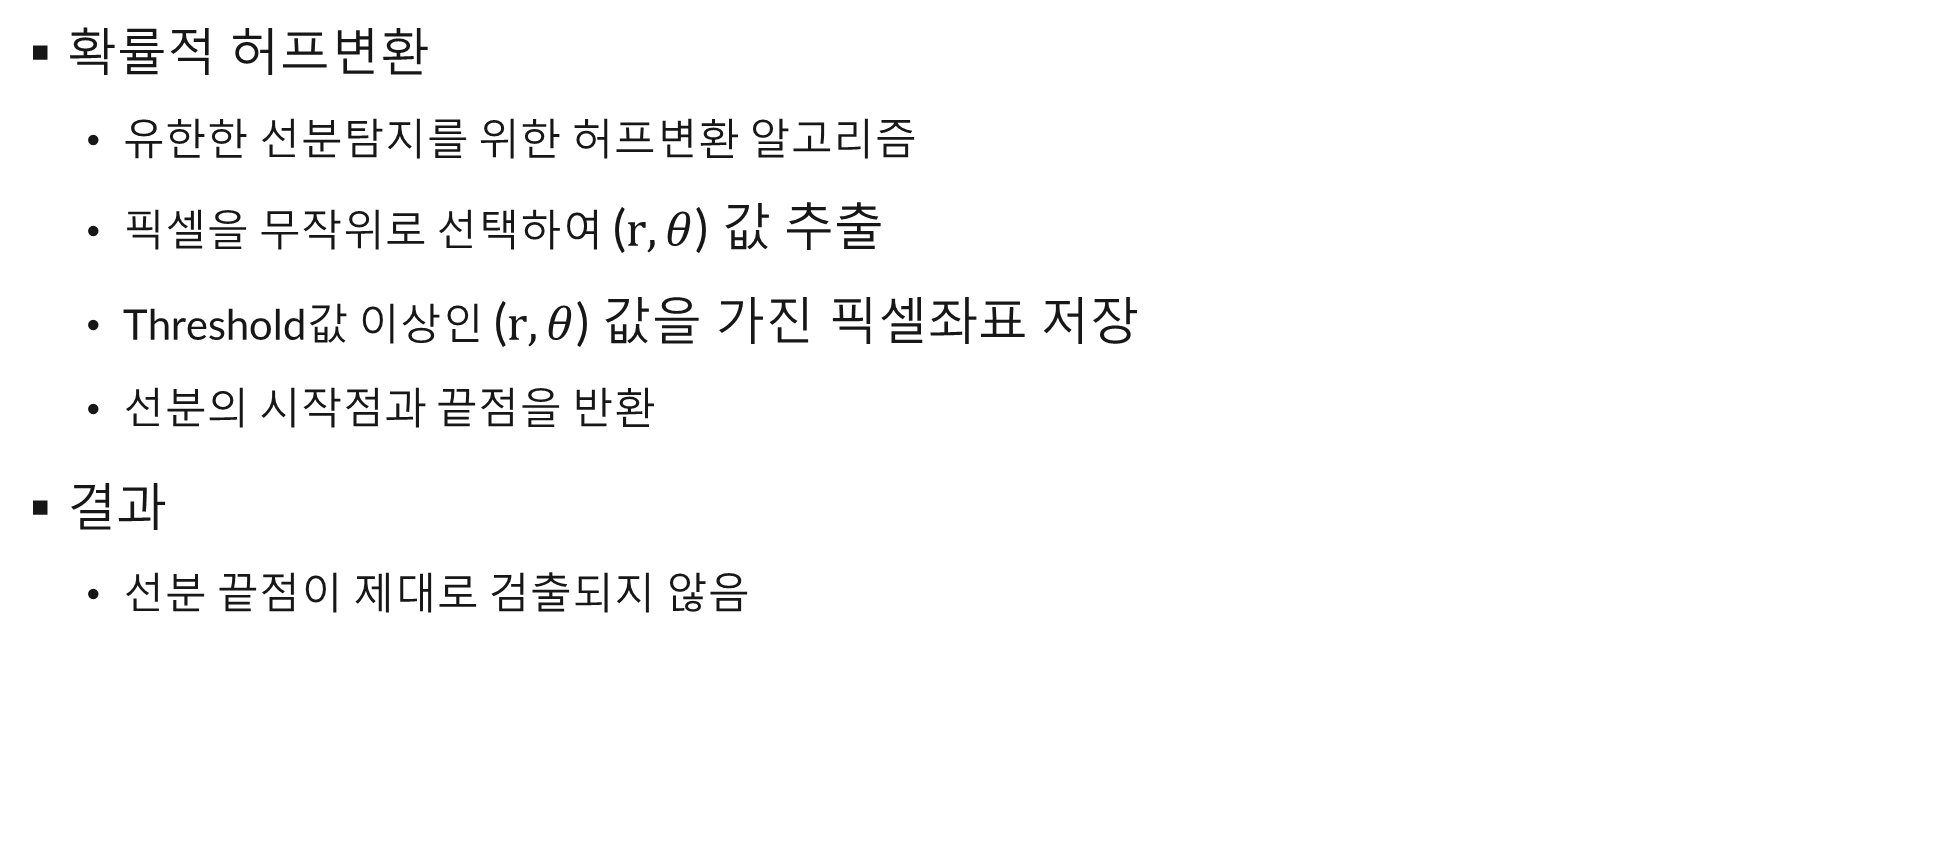 ▪ 확률적 허프변환
• 유한한 선분탐지를 위한 허프변환 알고리즘
• 픽셀을 무작위로 선택하여 (r, θ) 값 추출
• Threshold값 이상인 (r, θ) 값을 가진 픽셀좌표 저장
• 선분의 시작점과 끝점을 반환
▪ 결과
• 선분 끝점이 제대로 검출되지 않음